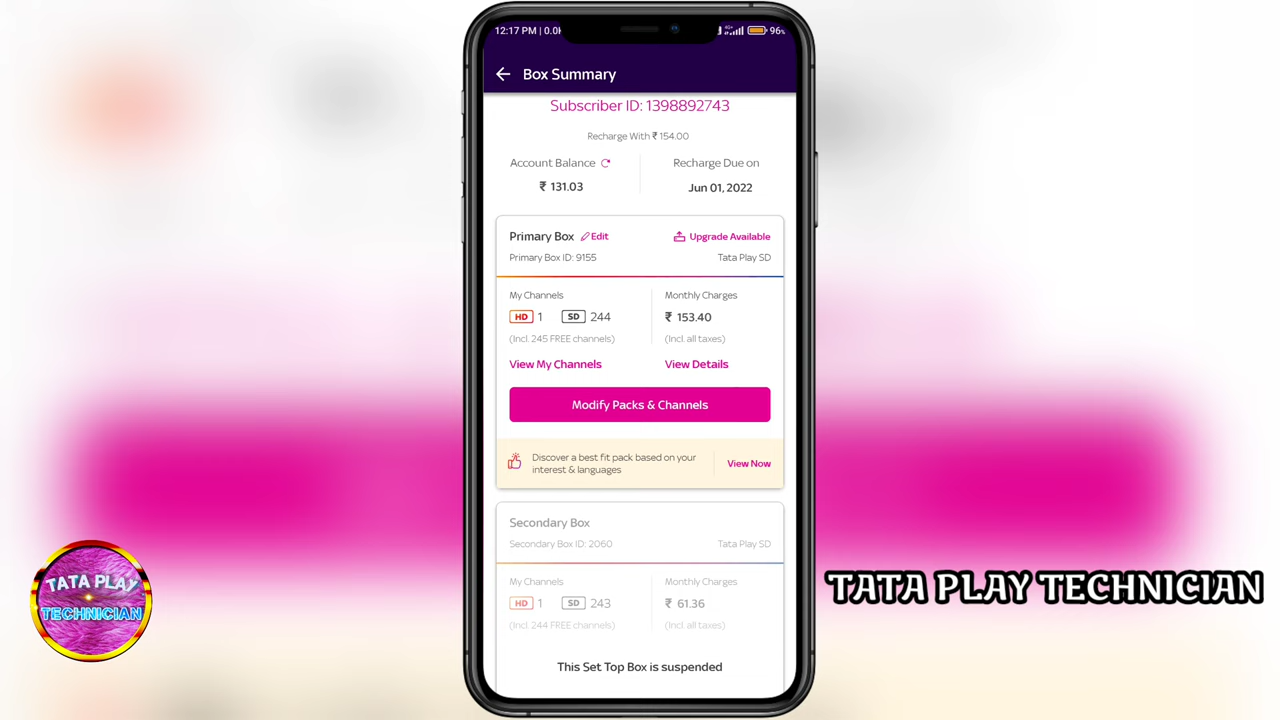 12:17 PM | 0.0K
4G
96%
Box Summary
Subscriber ID: 1398892743
Recharge With ₹ 154.00
Account Balance
₹ 131.03
Recharge Due on
Jun 01, 2022
Primary Box
Edit
Upgrade Available
Primary Box ID: 9155
Tata Play SD
My Channels
HD 1 SD 244
(Incl. 245 FREE channels)
View My Channels
Monthly Charges
₹ 153.40
(Incl. all taxes)
View Details
Modify Packs & Channels
Discover a best fit pack based on your
interest & languages
View Now
Secondary Box
Secondary Box ID: 2060
Tata Play SD
My Channels
HD 1 SD 243
(Incl. 244 FREE channels)
Monthly Charges
₹ 61.36
(Incl. all taxes)
This Set Top Box is suspended
TATA PLAY
TECHNICIAN
TATA PLAY TECHNICIAN